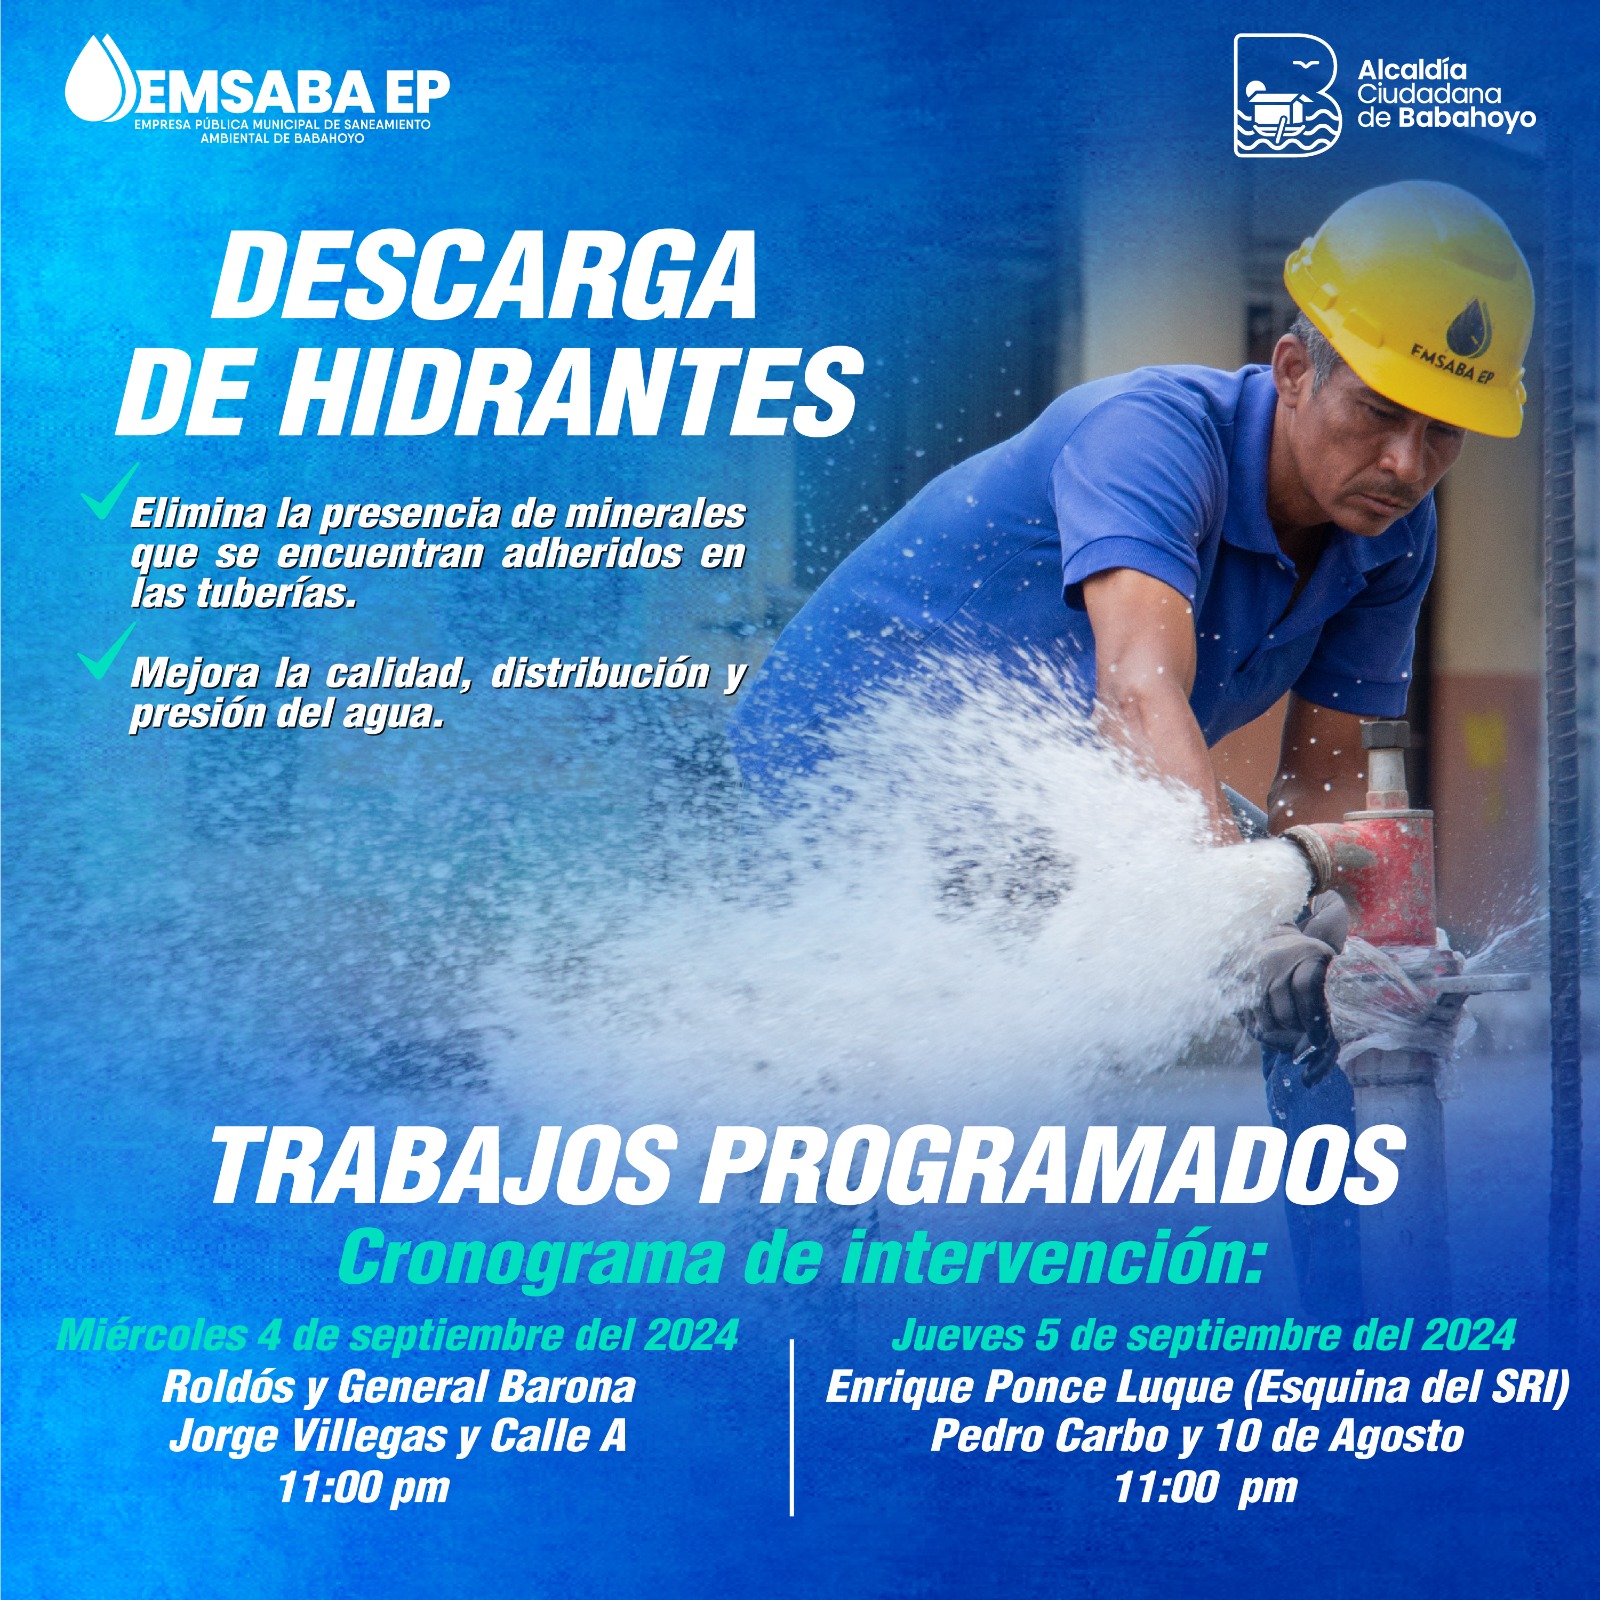 EMSABA EP
EMPRESA PÚBLICA MUNICIPAL DE SANEAMIENTO
AMBIENTAL DE BABAHOYO
Alcaldía
Ciudadana
de Babahoyo
DESCARGA
DE HIDRANTES
Elimina la presencia de minerales
que se encuentran adheridos en
las tuberías.
Mejora la calidad, distribución y
presión del agua.
EMSABA EP
TRABAJOS PROGRAMADOS
Cronograma de intervención:
Miércoles 4 de septiembre del 2024
Roldós y General Barona
Jorge Villegas y Calle A
11:00 pm
Jueves 5 de septiembre del 2024
Enrique Ponce Luque (Esquina del SRI)
Pedro Carbo y 10 de Agosto
11:00 pm